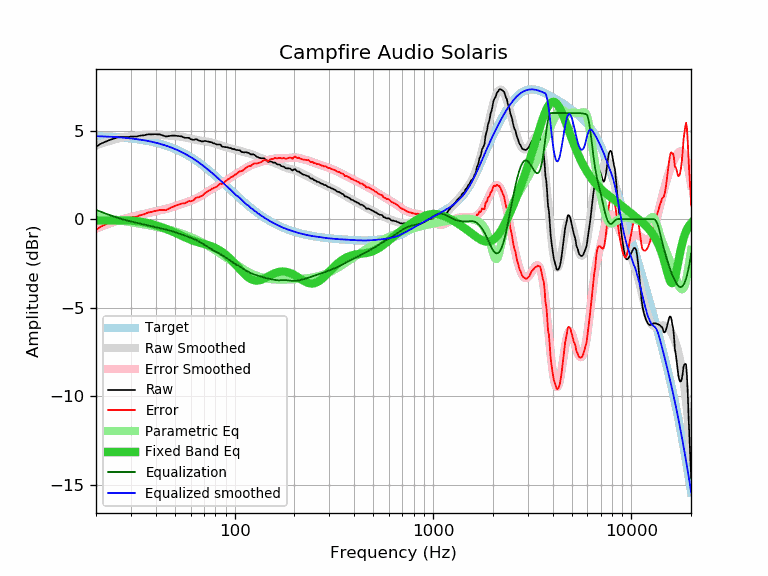 Campfire Audio Solaris
Amplitude (dBr)
5
0
−5
−10
−15
Target
Raw Smoothed
Error Smoothed
Raw
Error
Parametric Eq
Fixed Band Eq
Equalization
Equalized smoothed
100
1000
10000
Frequency (Hz)